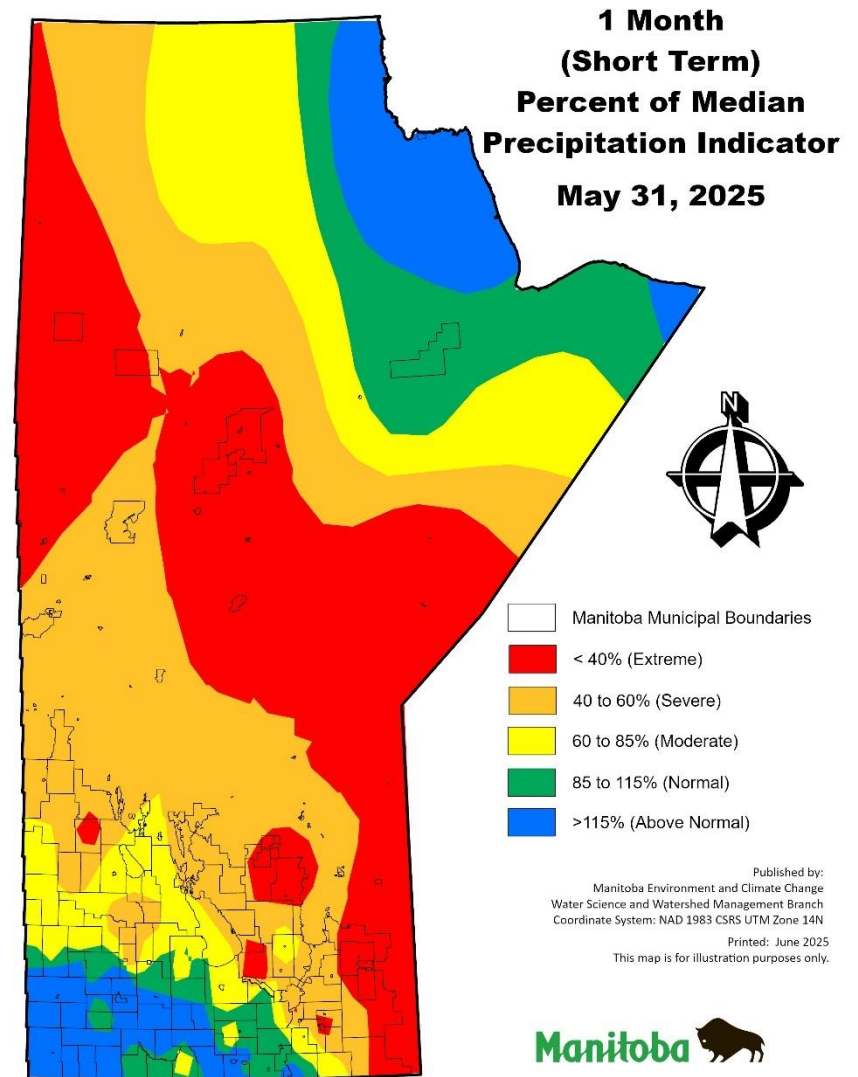 1 Month
(Short Term)
Percent of Median
Precipitation Indicator
May 31, 2025
N
Manitoba Municipal Boundaries
< 40% (Extreme)
40 to 60% (Severe)
60 to 85% (Moderate)
85 to 115% (Normal)
>115% (Above Normal)
Published by:
Manitoba Environment and Climate Change
Water Science and Watershed Management Branch
Coordinate System: NAD 1983 CSRS UTM Zone 14N
Printed: June 2025
This map is for illustration purposes only.
Manitoba